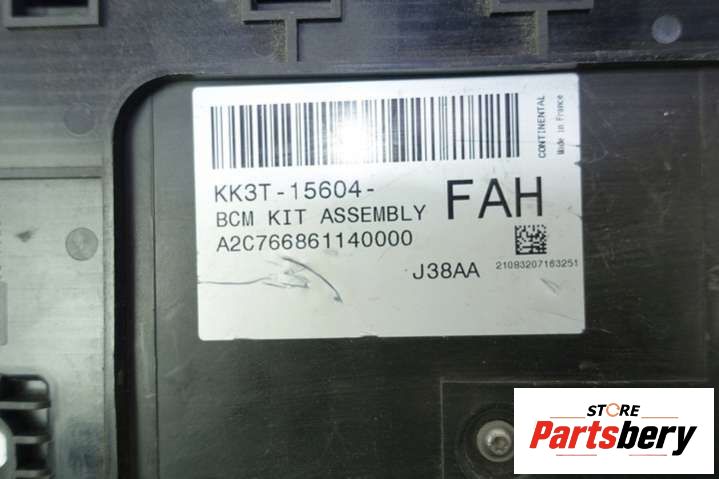 KK3T-15604-
FAH
BCM KIT ASSEMBLY
A2C766861140000
J38AA
21093207163251
CONTINENTAL
Made in France
STORE
Partsbery